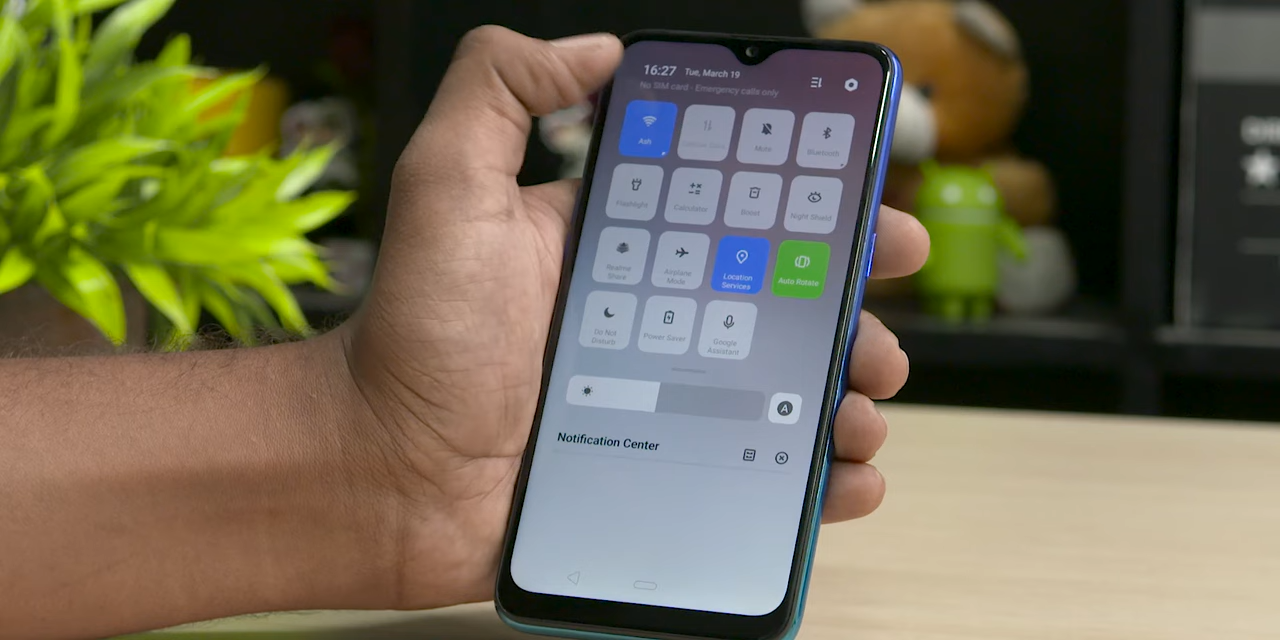 16:27 Tue, March 19
No SIM card - Emergency calls only
Ash
Mute
Bluetooth
Flashlight
Calculator
Boost
Night Shield
Realme
Share
Airplane
Mode
Location
Services
Auto Rotate
Do Not
Disturb
Power Saver
Google
Assistant
A
Notification Center